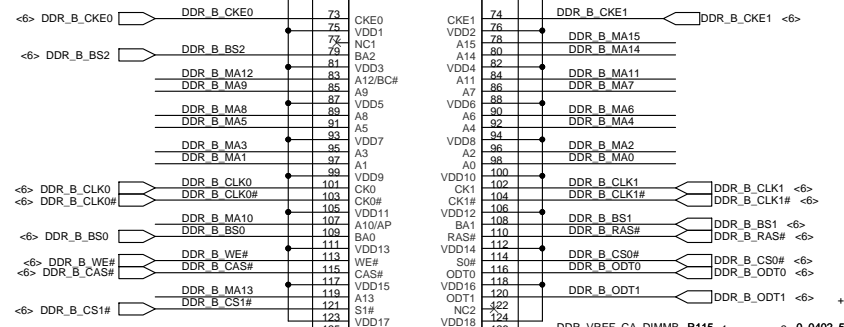 <6> DDR_B_CKE0 DDR_B_CKE0 73 CKE0 CKE1 74 DDR_B_CKE1 DDR_B_CKE1 <6>
75 VDD1 VDD2 76
77 NC1 A15 78 DDR_B_MA15
<6> DDR_B_BS2 DDR_B_BS2 79 BA2 A14 80 DDR_B_MA14
81 VDD3 VDD4 82
DDR_B_MA12 83 A12/BC# A11 84 DDR_B_MA11
DDR_B_MA9 85 A9 A7 86 DDR_B_MA7
87 VDD5 VDD6 88
DDR_B_MA8 89 A8 A6 90 DDR_B_MA6
DDR_B_MA5 91 A5 A4 92 DDR_B_MA4
93 VDD7 VDD8 94
DDR_B_MA3 95 A3 A2 96 DDR_B_MA2
DDR_B_MA1 97 A1 A0 98 DDR_B_MA0
99 VDD9 VDD10 100
<6> DDR_B_CLK0 DDR_B_CLK0 101 CK0 CK1 102 DDR_B_CLK1 DDR_B_CLK1 <6>
<6> DDR_B_CLK0# DDR_B_CLK0# 103 CK0# CK1# 104 DDR_B_CLK1# DDR_B_CLK1# <6>
105 VDD11 VDD12 106
DDR_B_MA10 107 A10/AP BA1 108 DDR_B_BS1 DDR_B_BS1 <6>
<6> DDR_B_BS0 DDR_B_BS0 109 BA0 RAS# 110 DDR_B_RAS# DDR_B_RAS# <6>
111 VDD13 VDD14 112
<6> DDR_B_WE# DDR_B_WE# 113 WE# S0# 114 DDR_B_CS0# DDR_B_CS0# <6>
<6> DDR_B_CAS# DDR_B_CAS# 115 CAS# ODT0 116 DDR_B_ODT0 DDR_B_ODT0 <6>
117 VDD15 VDD16 118
DDR_B_MA13 119 A13 ODT1 120 DDR_B_ODT1 DDR_B_ODT1 <6> +
<6> DDR_B_CS1# DDR_B_CS1# 121 S1# NC2 122
123 VDD17 VDD18 124
DDR_VREF_CA_DIMMB R115